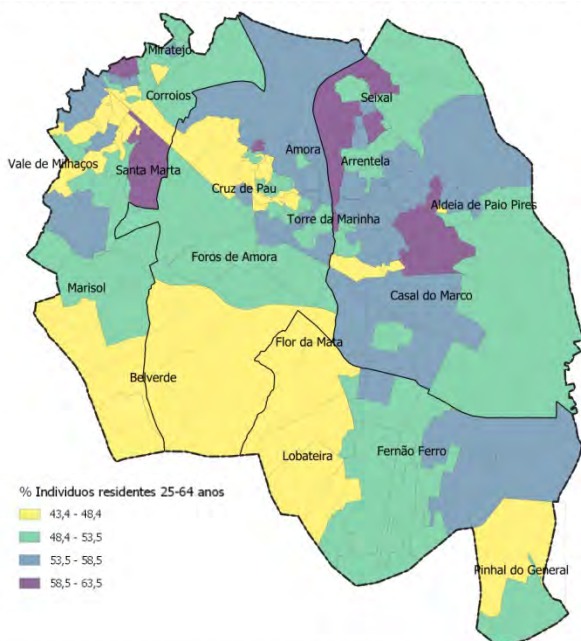 Miratejo
Corroios
Seixal
Amora
Arrentela
Vale de Milhaços
Santa Marta
Cruz de Pau
Aldeia de Paio Pires
Torre da Marinha
Foros de Amora
Marisol
Casal do Marco
Flor da Mata
Belverde
Lobateira
Fernão Ferro
% Individuos residentes 25-64 anos
43,4 - 48,4
48,4 - 53,5
53,5 - 58,5
58,5 - 63,5
Pinhal do General